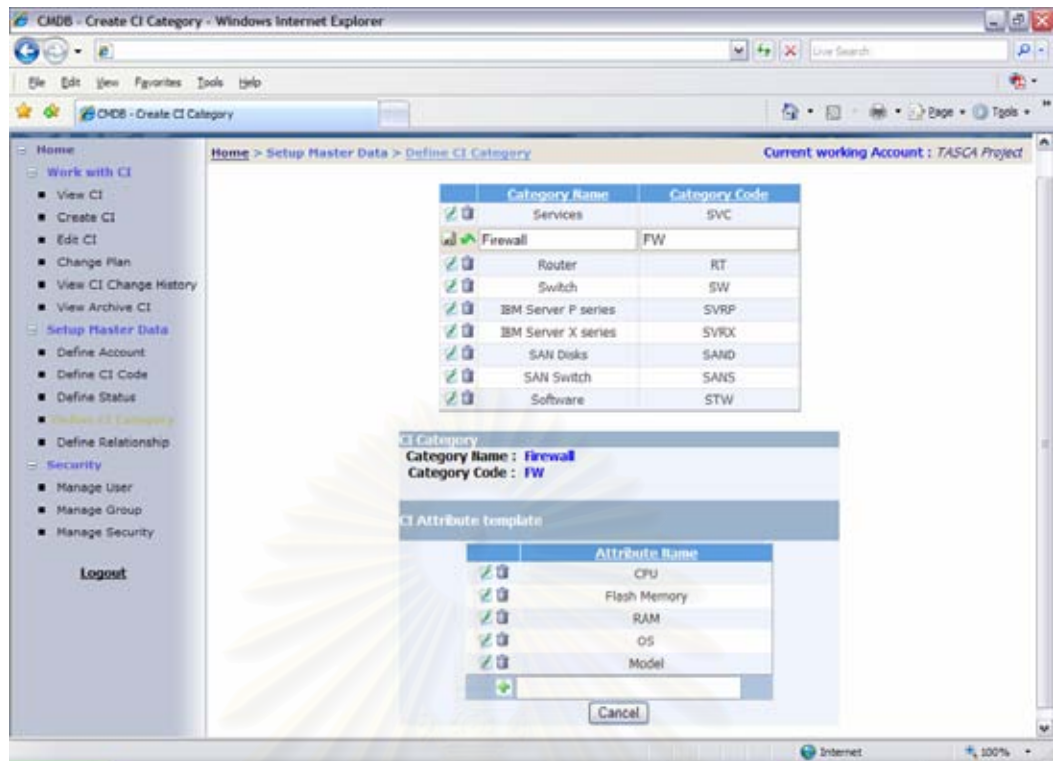 CMDB - Create CI Category - Windows Internet Explorer
Live Search
File Edit View Favorites Tools Help
CMDB - Create CI Category
Page Tools
Home
Home > Setup Master Data > Define CI Category
Current working Account : TASCA Project
Work with CI
View CI
Create CI
Edit CI
Change Plan
View CI Change History
View Archive CI
Setup Master Data
Define Account
Define CI Code
Define Status
Define CI Category
Define Relationship
Security
Manage User
Manage Group
Manage Security
Logout
Category Name Category Code
Services SVC
Firewall FW
Router RT
Switch SW
IBM Server P series SVRP
IBM Server X series SVRX
SAN Disks SAND
SAN Switch SANS
Software STW
CI Category
Category Name : Firewall
Category Code : FW
CI Attribute template
Attribute Name
CPU
Flash Memory
RAM
OS
Model
Cancel
Internet 100%